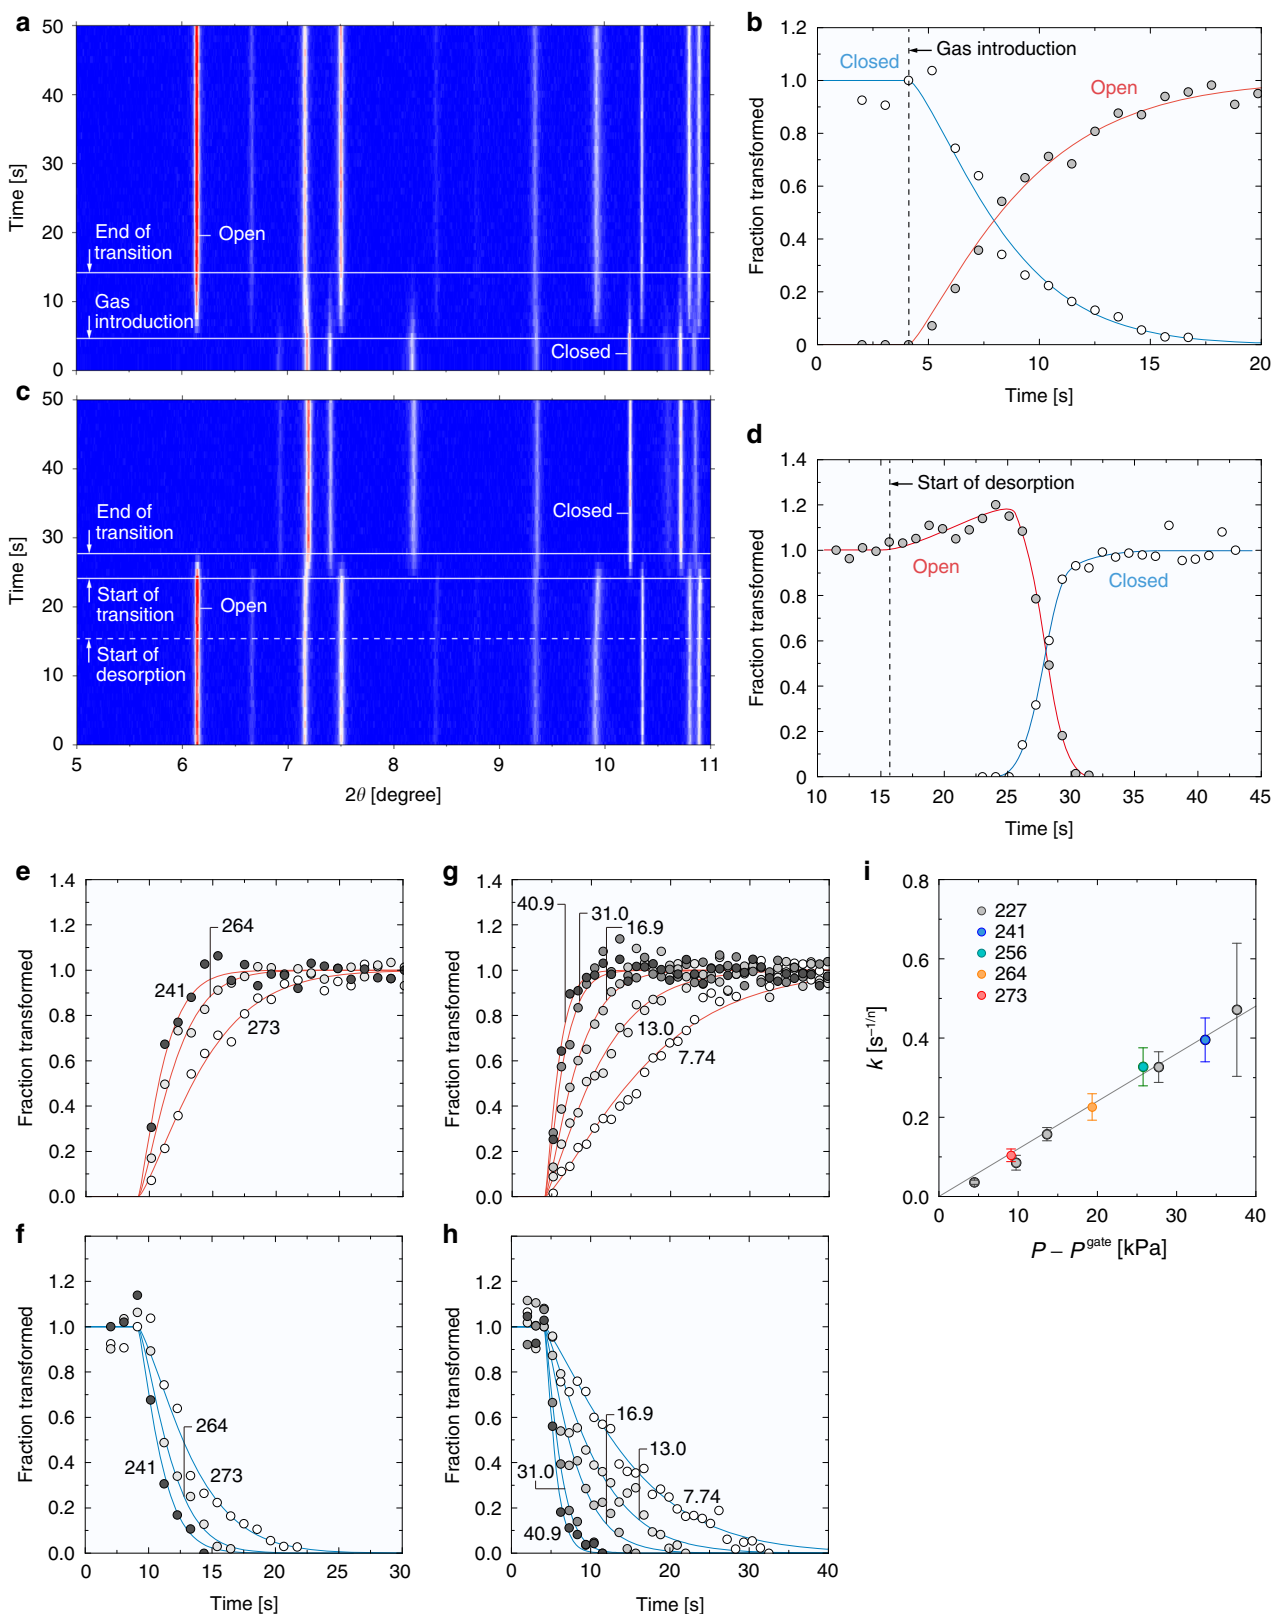 a
50
40
30
20
10
0
Time [s]
End of
transition
Open
Gas
introduction
Closed
b
1.2
1.0
0.8
0.6
0.4
0.2
0
Fraction transformed
Closed
Gas introduction
Open
0
5
10
15
20
Time [s]
c
50
40
30
20
10
0
Time [s]
End of
transition
Closed
Start of
transition
Open
Start of
desorption
5
6
7
8
9
10
11
2θ [degree]
d
1.4
1.2
1.0
0.8
0.6
0.4
0.2
0
Fraction transformed
Start of desorption
Open
Closed
10
15
20
25
30
35
40
45
Time [s]
e
1.4
1.2
1.0
0.8
0.6
0.4
0.2
0.0
Fraction transformed
264
241
273
g
1.4
1.2
1.0
0.8
0.6
0.4
0.2
0.0
Fraction transformed
40.9
31.0
16.9
13.0
7.74
i
0.8
0.6
0.4
0.2
0.0
k [s⁻¹/ⁿ]
227
241
256
264
273
0
10
20
30
40
P – Pᵍᵃᵗᵉ [kPa]
f
1.2
1.0
0.8
0.6
0.4
0.2
0.0
Fraction transformed
264
241
273
0
10
20
30
Time [s]
h
1.2
1.0
0.8
0.6
0.4
0.2
0.0
Fraction transformed
16.9
13.0
31.0
7.74
40.9
0
10
20
30
40
Time [s]